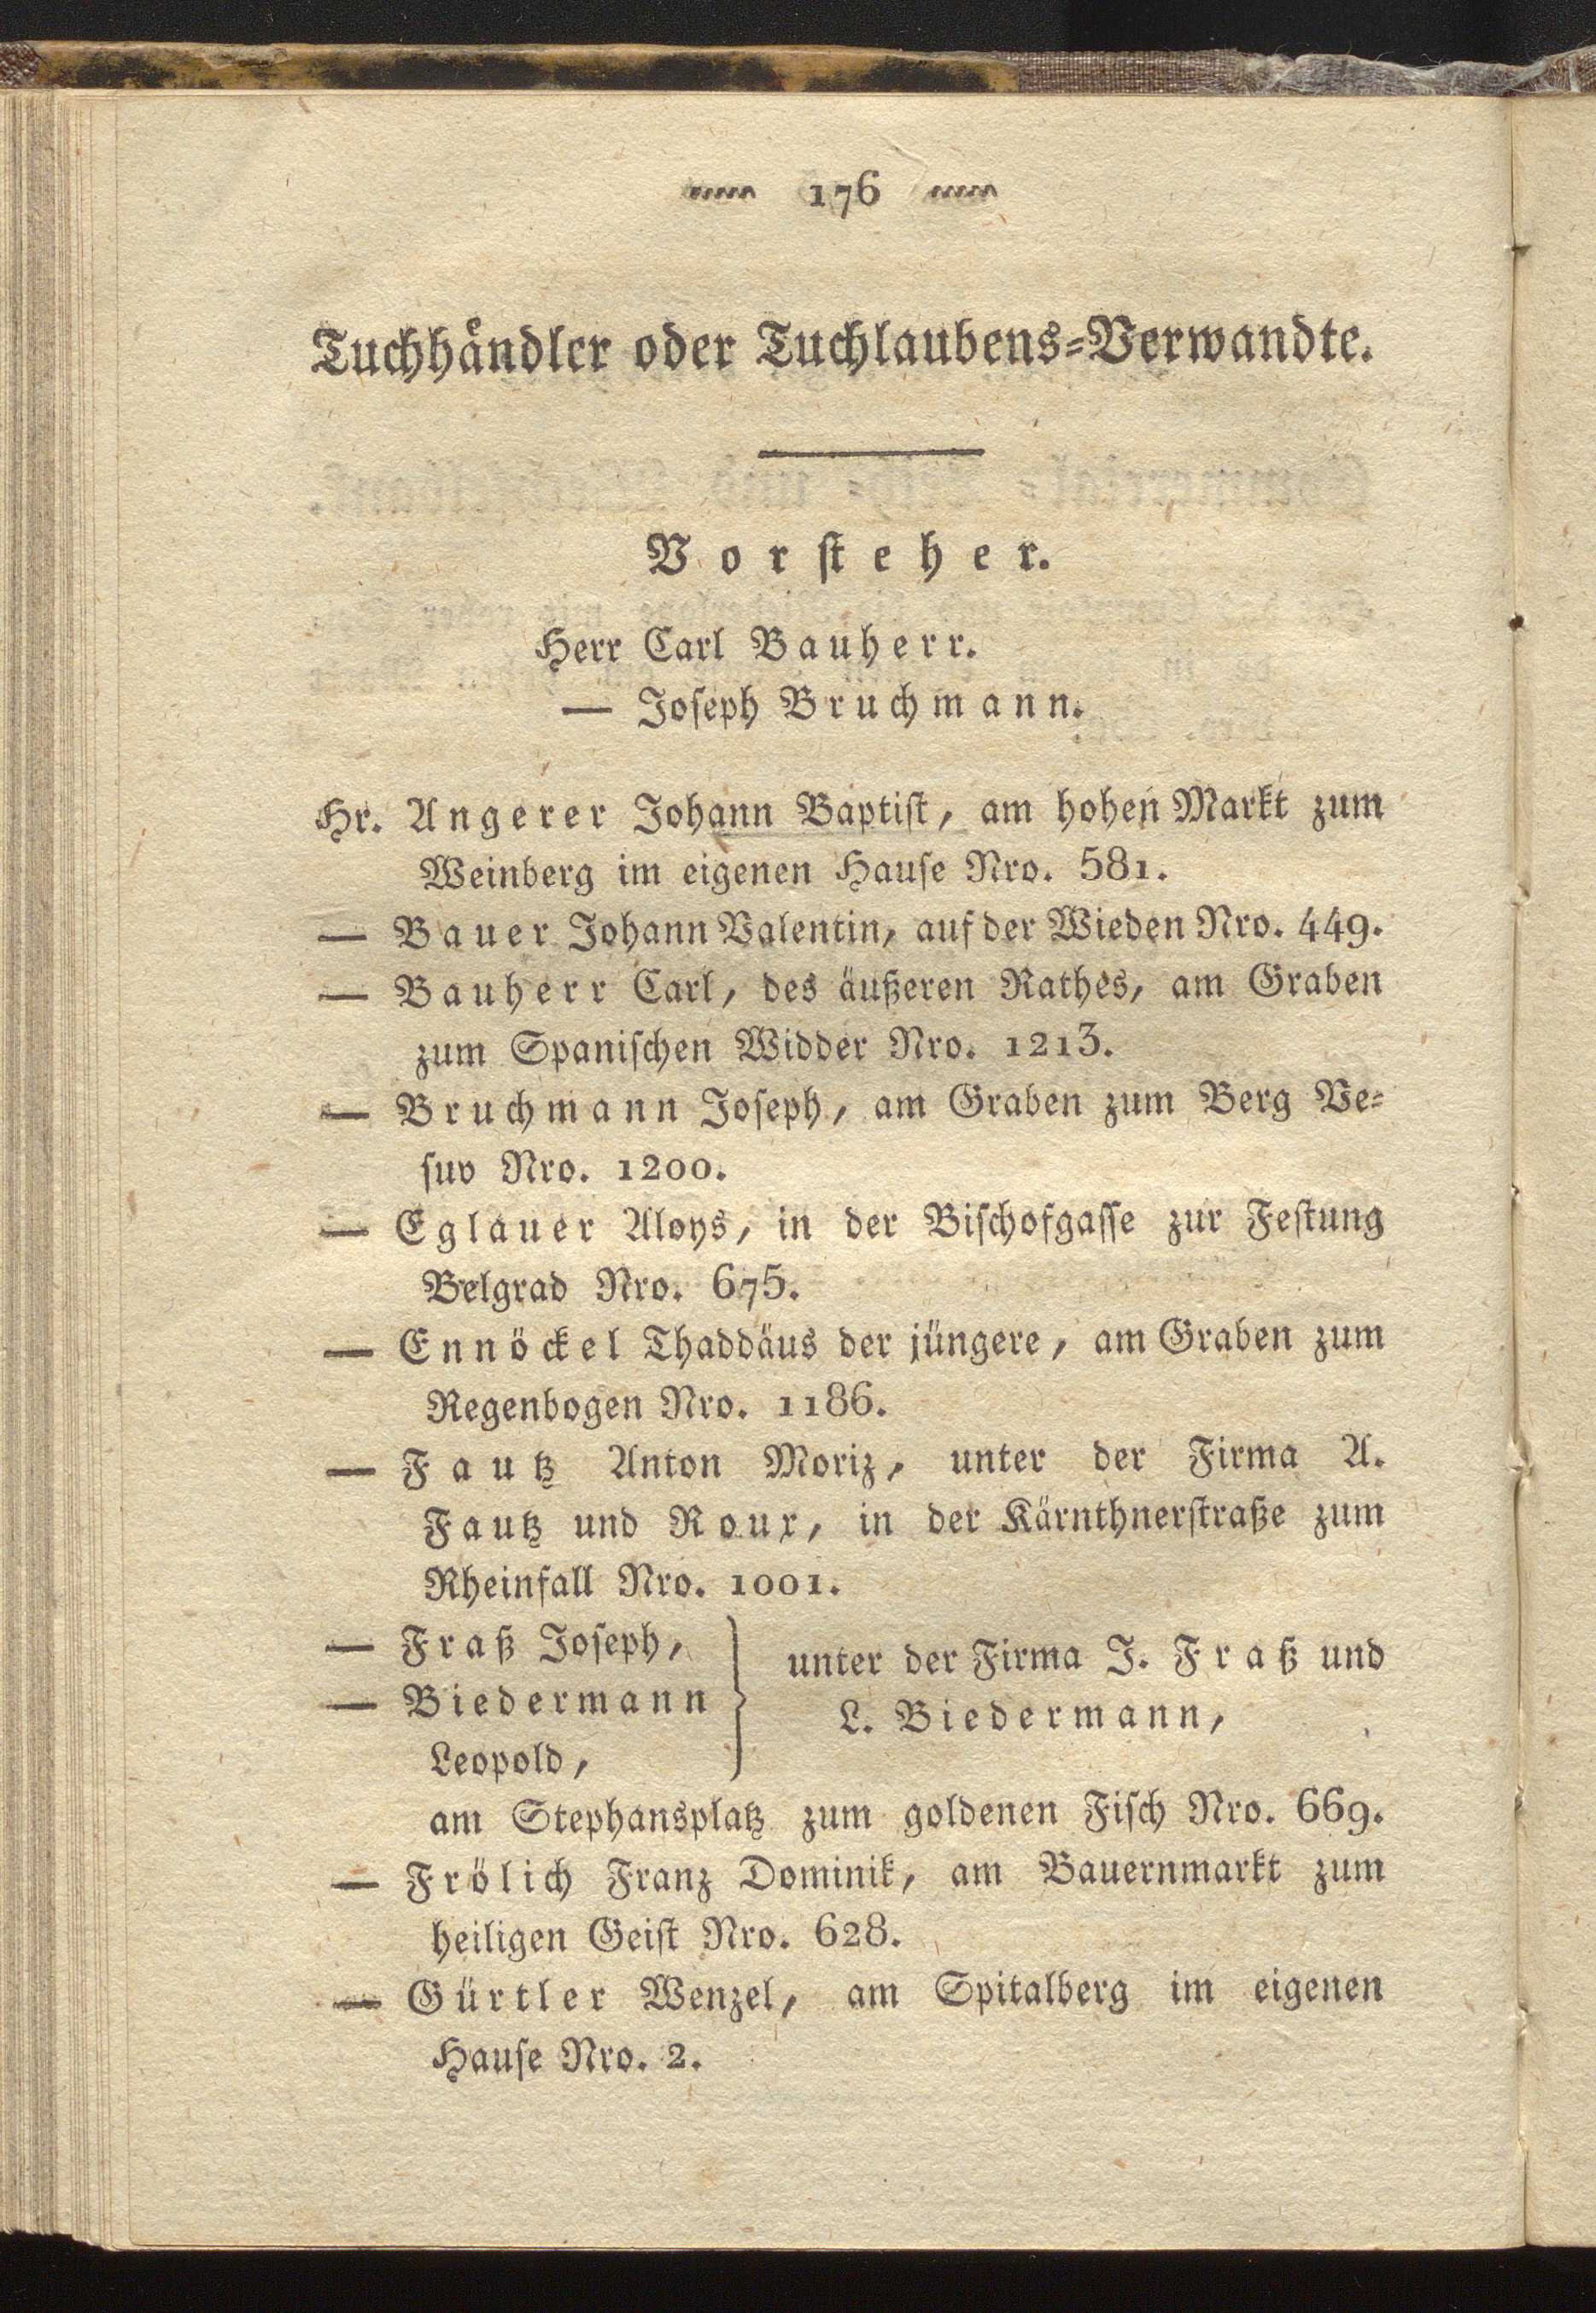 176
Tuchhändler oder Tuchlaubens-Verwandte.
Vorsteher.
Herr Carl Bauherr.
— Joseph Bruchmann.
Hr. Angerer Johann Baptist, am hohen Markt zum
Weinberg im eigenen Hause Nro. 581.
— Bauer Johann Valentin, auf der Wieden Nro. 449.
— Bauherr Carl, des äußeren Rathes, am Graben
zum Spanischen Widder Nro. 1213.
— Bruchmann Joseph, am Graben zum Berg Ve-
suv Nro. 1200.
— Eglauer Aloys, in der Bischofgasse zur Festung
Belgrad Nro. 675.
— Ennöckel Thaddäus der jüngere, am Graben zum
Regenbogen Nro. 1186.
— Fautz Anton Moriz, unter der Firma A.
Fautz und Roux, in der Kärnthnerstraße zum
Rheinfall Nro. 1001.
— Fraß Joseph,
— Biedermann
Leopold,
unter der Firma J. Fraß und
L. Biedermann,
am Stephansplatz zum goldenen Fisch Nro. 669.
— Frölich Franz Dominik, am Bauernmarkt zum
heiligen Geist Nro. 628.
— Gürtler Wenzel, am Spitalberg im eigenen
Hause Nro. 2.